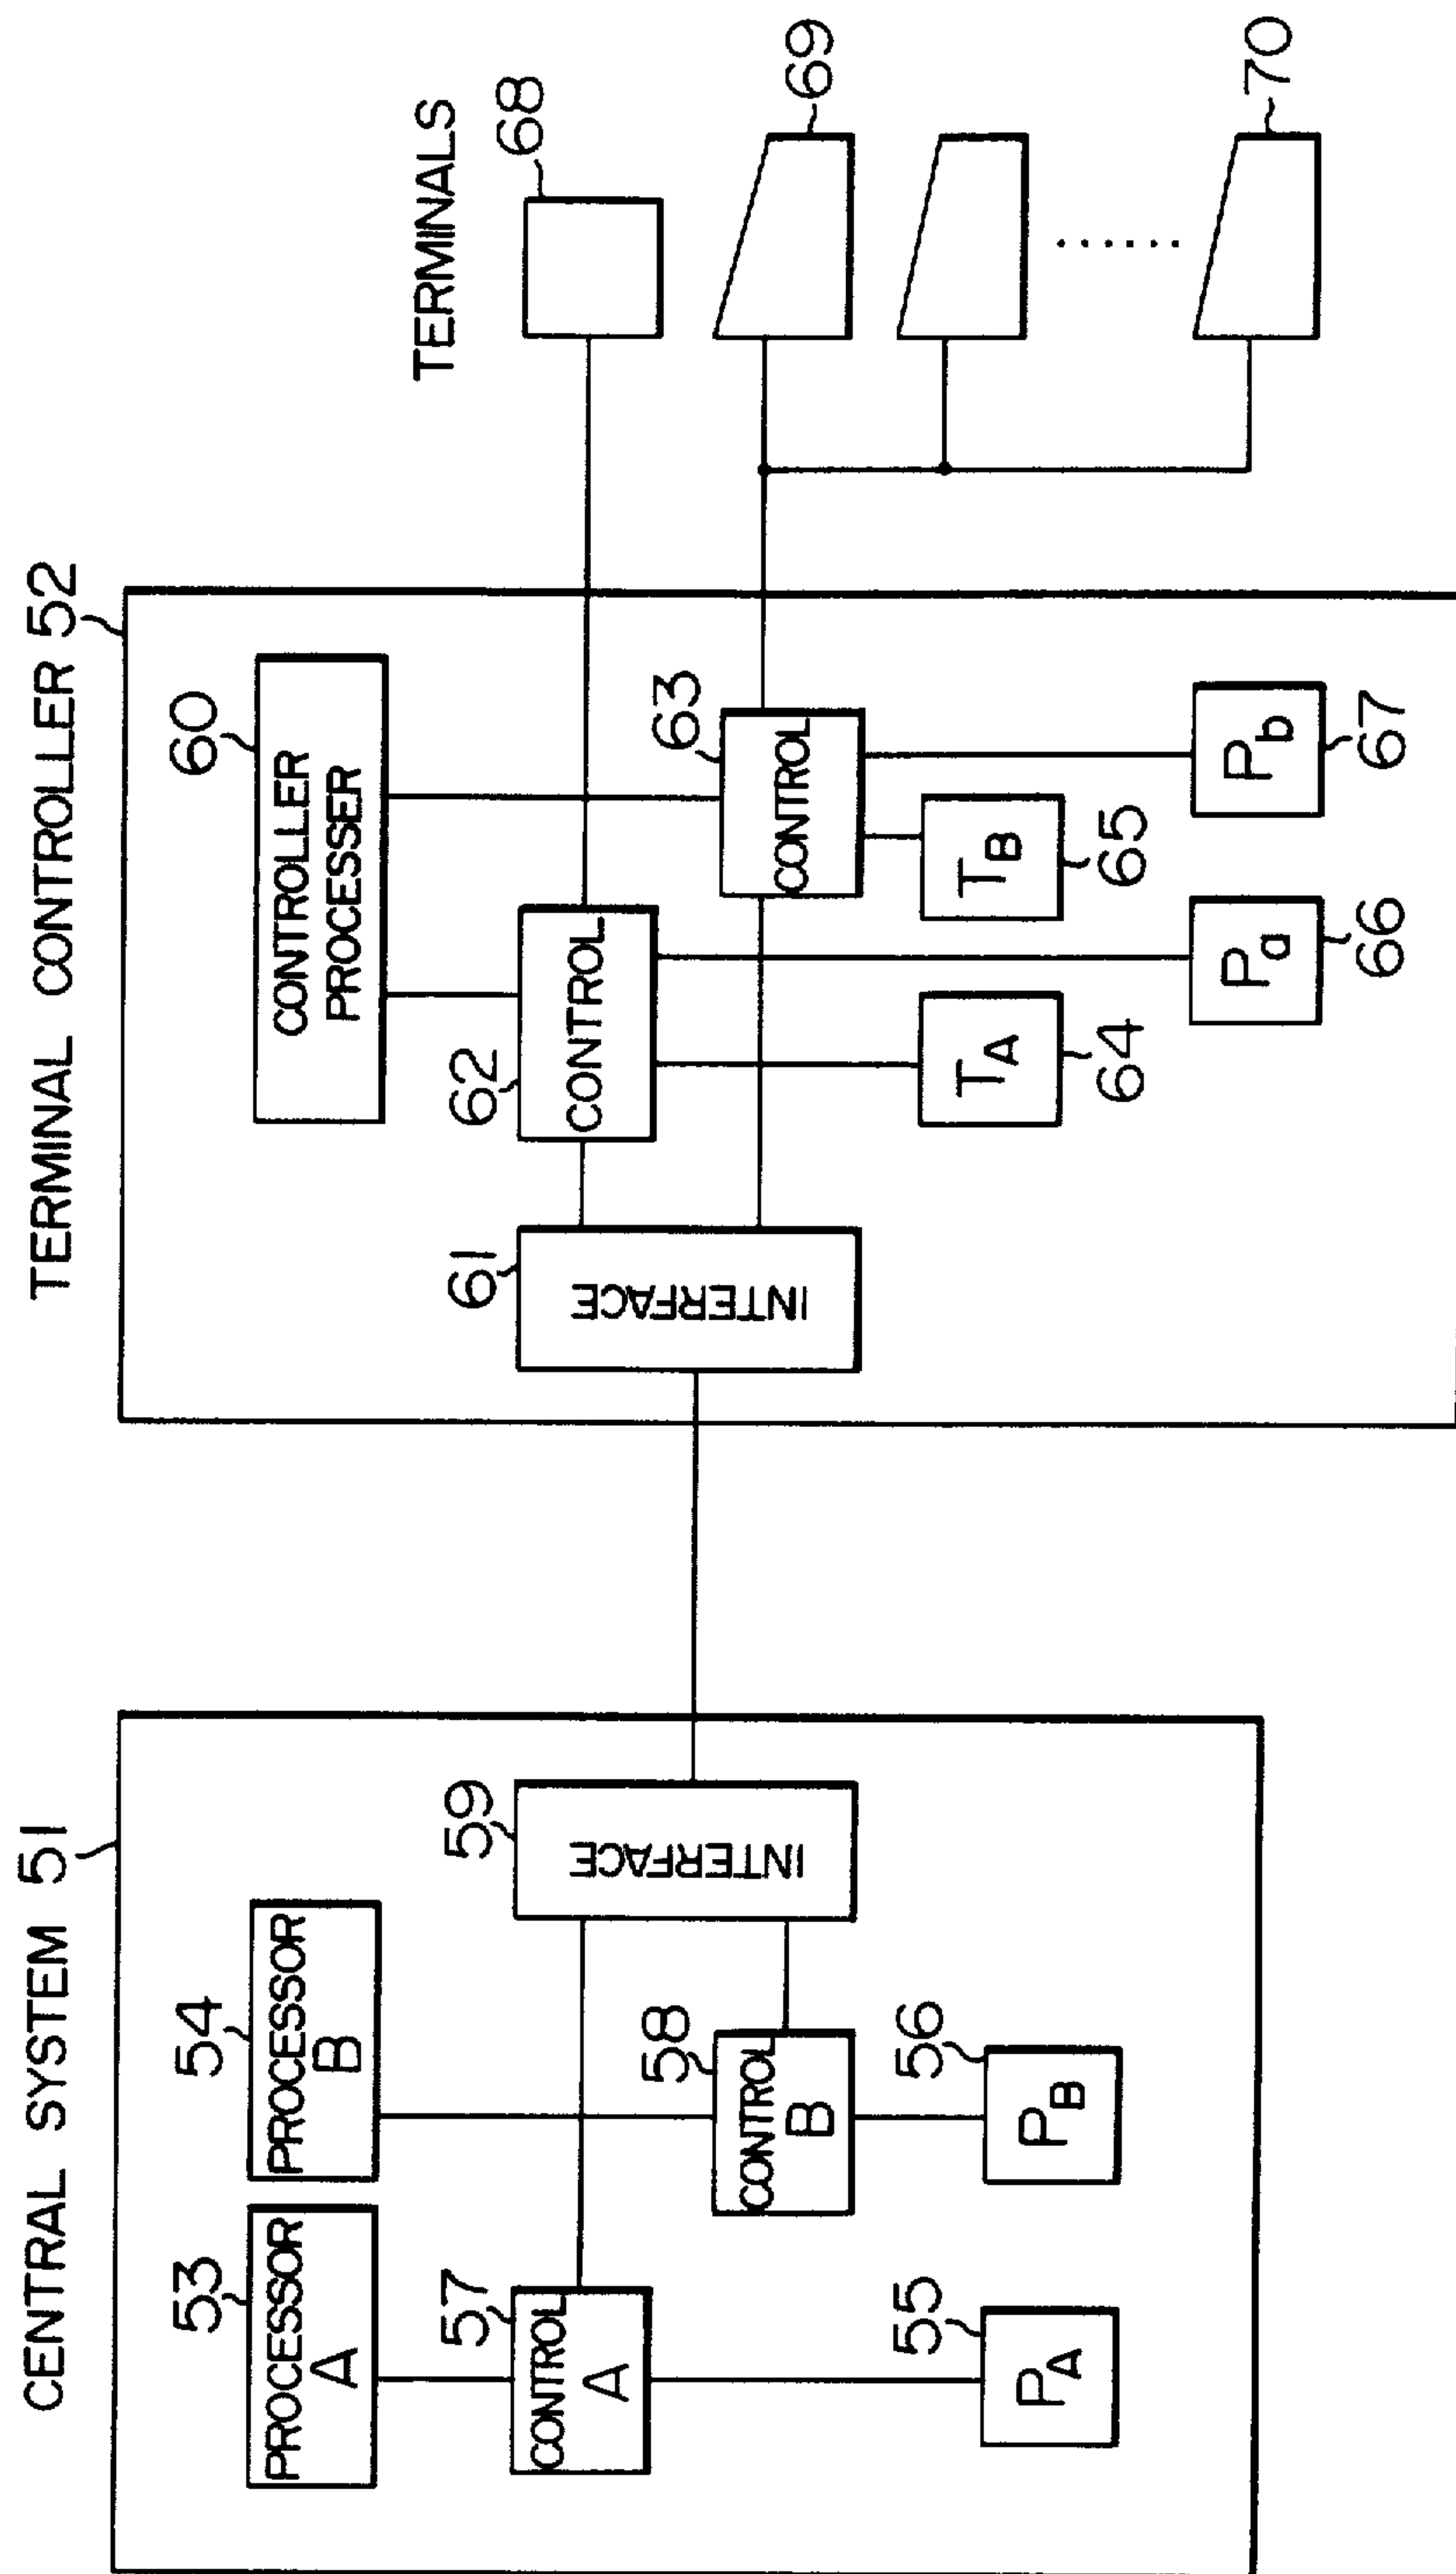 CENTRAL SYSTEM 51
53
PROCESSOR
A
54
PROCESSOR
B
57
CONTROL
A
58
CONTROL
B
59
INTERFACE
55
PA
56
PB
TERMINAL CONTROLLER 52
60
CONTROLLER
PROCESSER
61
INTERFACE
62
CONTROL
63
CONTROL
TA
64
TB
65
Pa
66
Pb
67
TERMINALS
68
69
70